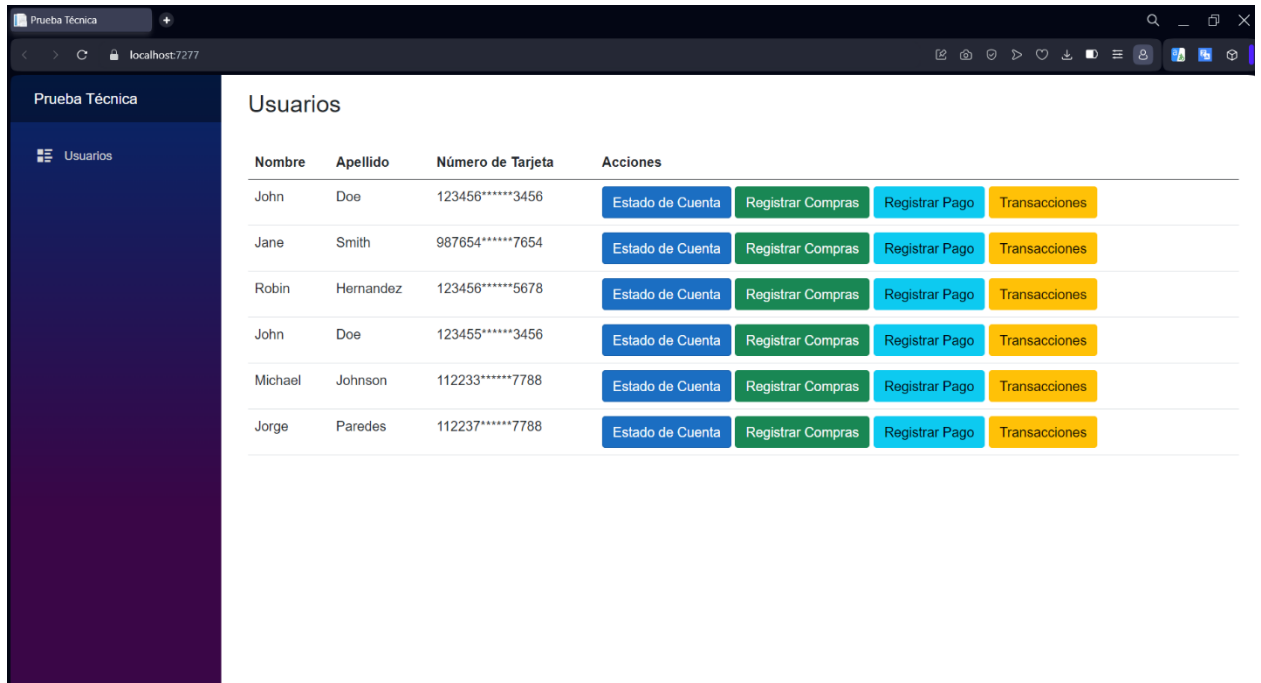 Prueba Técnica
localhost:7277
Prueba Técnica
Usuarios
Usuarios
Nombre Apellido Número de Tarjeta Acciones
John Doe 123456******3456 Estado de Cuenta Registrar Compras Registrar Pago Transacciones
Jane Smith 987654******7654 Estado de Cuenta Registrar Compras Registrar Pago Transacciones
Robin Hernandez 123456******5678 Estado de Cuenta Registrar Compras Registrar Pago Transacciones
John Doe 123455******3456 Estado de Cuenta Registrar Compras Registrar Pago Transacciones
Michael Johnson 112233******7788 Estado de Cuenta Registrar Compras Registrar Pago Transacciones
Jorge Paredes 112237******7788 Estado de Cuenta Registrar Compras Registrar Pago Transacciones